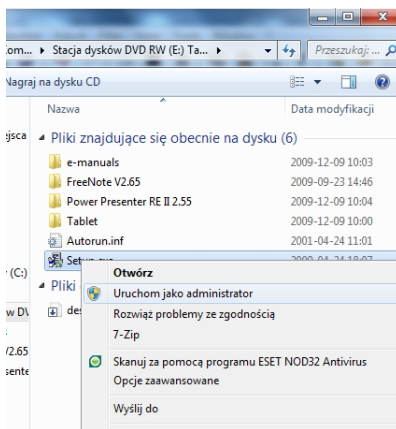 Kom... ▸ Stacja dysków DVD RW (E:) Ta... ▸ Przeszukaj: ...
Nagraj na dysku CD
Nazwa Data modyfikacji
Pliki znajdujące się obecnie na dysku (6)
e-manuals 2009-12-09 10:03
FreeNote V2.65 2009-09-23 14:46
Power Presenter RE II 2.55 2009-12-09 10:04
Tablet 2009-12-09 10:00
Autorun.inf 2001-04-24 11:01
(C:)
Pliki
Otwórz
Uruchom jako administrator
Rozwiąż problemy ze zgodnością
7-Zip
Skanuj za pomocą programu ESET NOD32 Antivirus
Opcje zaawansowane
Wyślij do